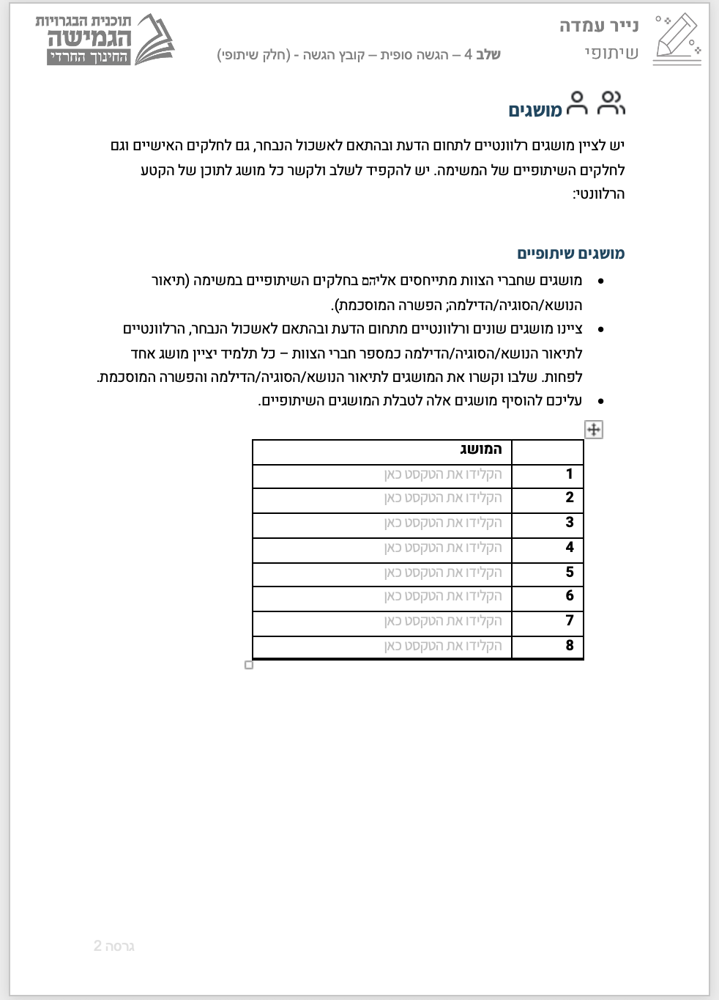 נייר עמדה
שיתופי
שלב 4 – הגשה סופית – קובץ הגשה - (חלק שיתופי)
תוכנית הבגרויות
הגמישה
החינוך החרדי
מושגים
יש לציין מושגים רלוונטיים לתחום הדעת ובהתאם לאשכול הנבחר, גם לחלקים האישיים וגם
לחלקים השיתופיים של המשימה. יש להקפיד לשלב ולקשר כל מושג לתוכן של הקטע
הרלוונטי:
מושגים שיתופיים
• מושגים שחברי הצוות מתייחסים אליהם בחלקים השיתופיים במשימה (תיאור
הנושא/הסוגיה/הדילמה; הפשרה המוסכמת).
• ציינו מושגים שונים ורלוונטיים מתחום הדעת ובהתאם לאשכול הנבחר, הרלוונטיים
לתיאור הנושא/הסוגיה/הדילמה כמספר חברי הצוות – כל תלמיד יציין מושג אחד
לפחות. שלבו וקשרו את המושגים לתיאור הנושא/הסוגיה/הדילמה והפשרה המוסכמת.
• עליכם להוסיף מושגים אלה לטבלת המושגים השיתופיים.
המושג
1 הקלידו את הטקסט כאן
2 הקלידו את הטקסט כאן
3 הקלידו את הטקסט כאן
4 הקלידו את הטקסט כאן
5 הקלידו את הטקסט כאן
6 הקלידו את הטקסט כאן
7 הקלידו את הטקסט כאן
8 הקלידו את הטקסט כאן
גרסה 2